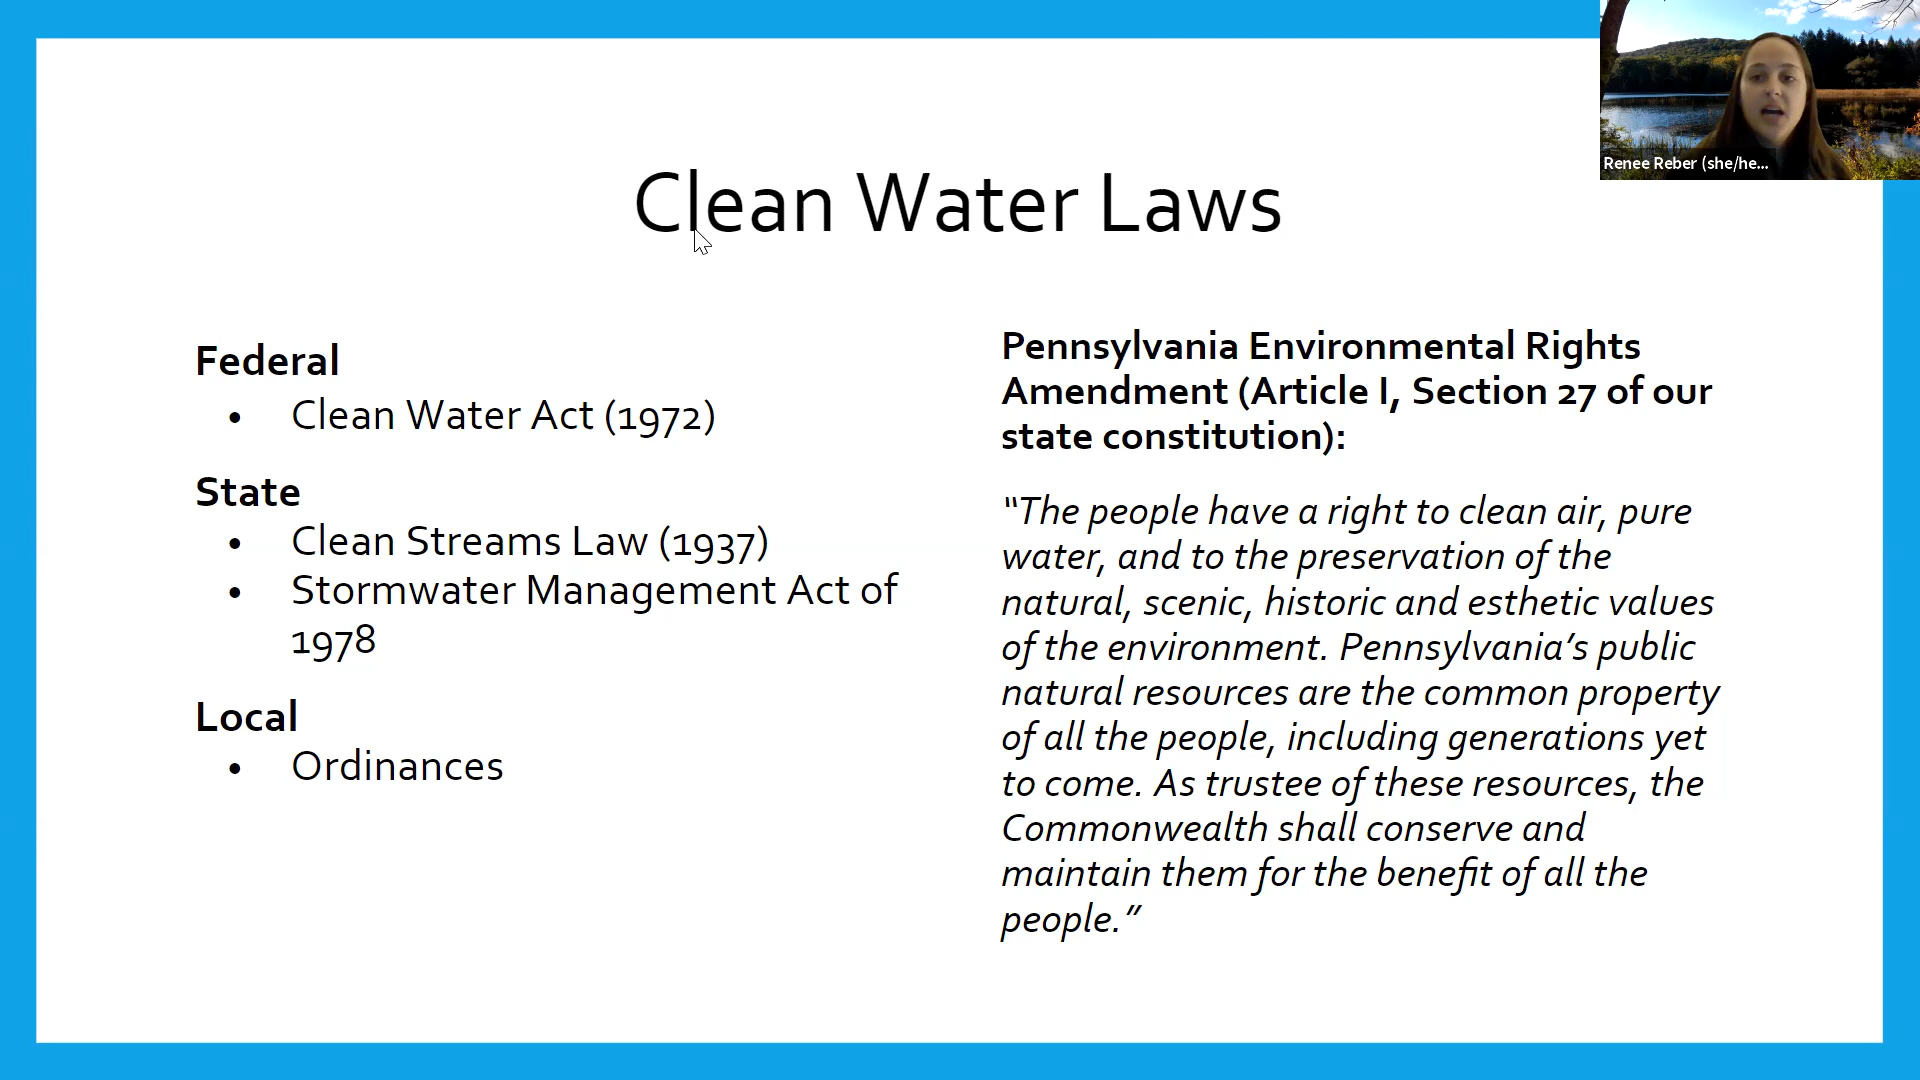 Clean Water Laws
Federal
• Clean Water Act (1972)
State
• Clean Streams Law (1937)
• Stormwater Management Act of
1978
Local
• Ordinances
Pennsylvania Environmental Rights
Amendment (Article I, Section 27 of our
state constitution):
“The people have a right to clean air, pure
water, and to the preservation of the
natural, scenic, historic and esthetic values
of the environment. Pennsylvania’s public
natural resources are the common property
of all the people, including generations yet
to come. As trustee of these resources, the
Commonwealth shall conserve and
maintain them for the benefit of all the
people.”
Renee Reber (she/he...